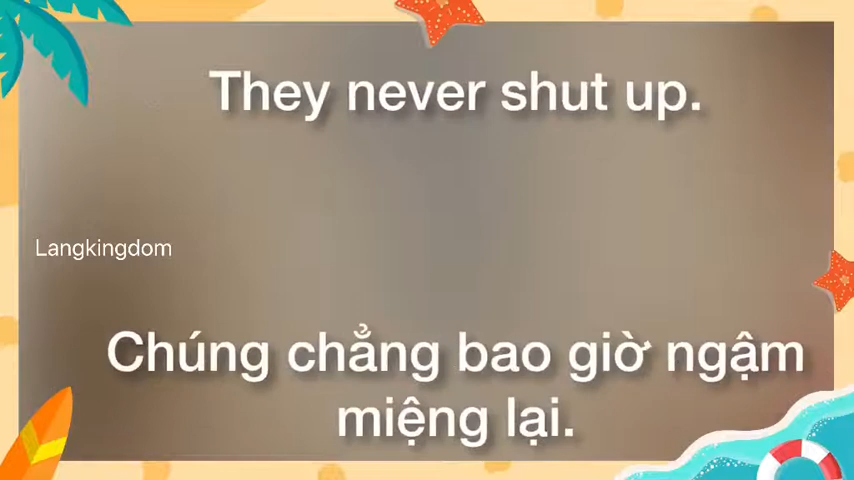 They never shut up.
Langkingdom
Chúng chẳng bao giờ ngậm
miệng lại.